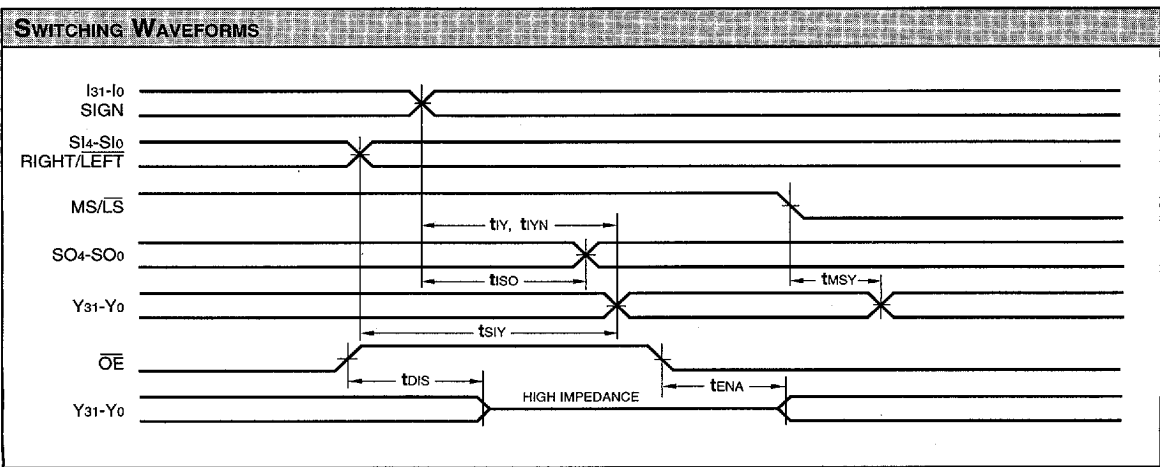 SWITCHING WAVEFORMS
I31-I0
SIGN
SI4-SI0
RIGHT/LEFT
MS/LS
tIY, tIYN
SO4-SO0
tISO
tMSY
Y31-Y0
tSIY
OE
tDIS
tENA
HIGH IMPEDANCE
Y31-Y0